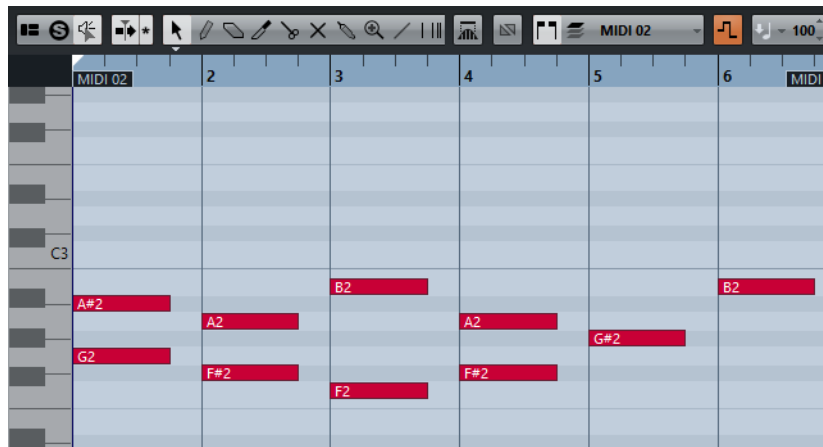 S * MIDI 02 100
MIDI 02 2 3 4 5 6 MIDI
C3
B2 B2
A#2
A2 A2
G#2
G2
F#2 F#2
F2